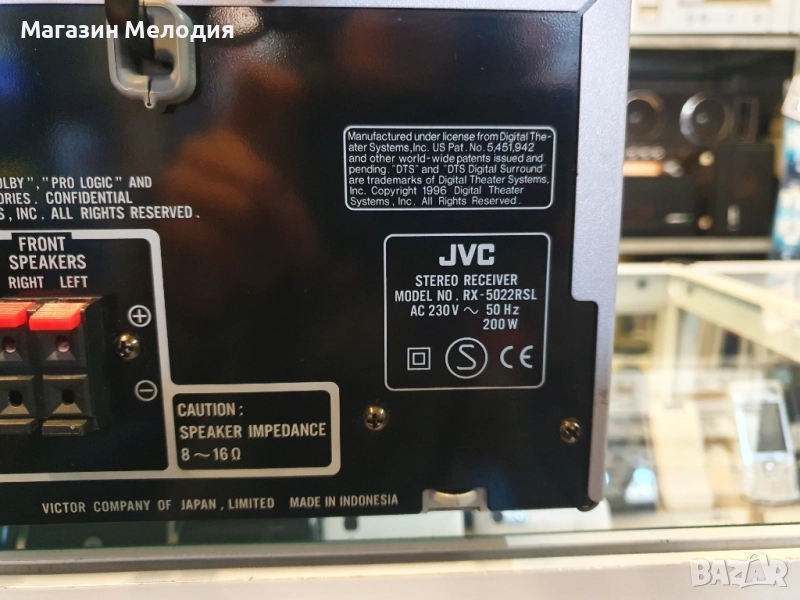 Магазин Мелодия
Manufactured under license from Digital The-
ater Systems,Inc. US Pat. No. 5,451,942
and other world-wide patents issued and
pending. "DTS" and "DTS Digital Surround"
are trademarks of Digital Theater Systems,
Inc. Copyright 1996 Digital Theater
Systems, Inc. All Rights Reserved.
", "PRO LOGIC" AND
CONFIDENTIAL
, INC. ALL RIGHTS RESERVED.
FRONT
SPEAKERS
RIGHT LEFT
+
−
JVC
STEREO RECEIVER
MODEL NO. RX-5022RSL
AC 230V ~ 50 Hz
200W
S CE
CAUTION :
SPEAKER IMPEDANCE
8~16Ω
VICTOR COMPANY OF JAPAN, LIMITED MADE IN INDONESIA
BAZAR